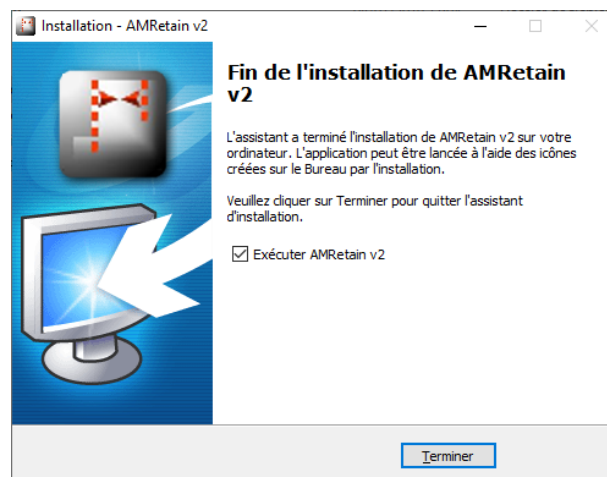 Installation - AMRetain v2
Fin de l'installation de AMRetain
v2
L'assistant a terminé l'installation de AMRetain v2 sur votre
ordinateur. L'application peut être lancée à l'aide des icônes
créées sur le Bureau par l'installation.
Veuillez cliquer sur Terminer pour quitter l'assistant
d'installation.
Exécuter AMRetain v2
Terminer